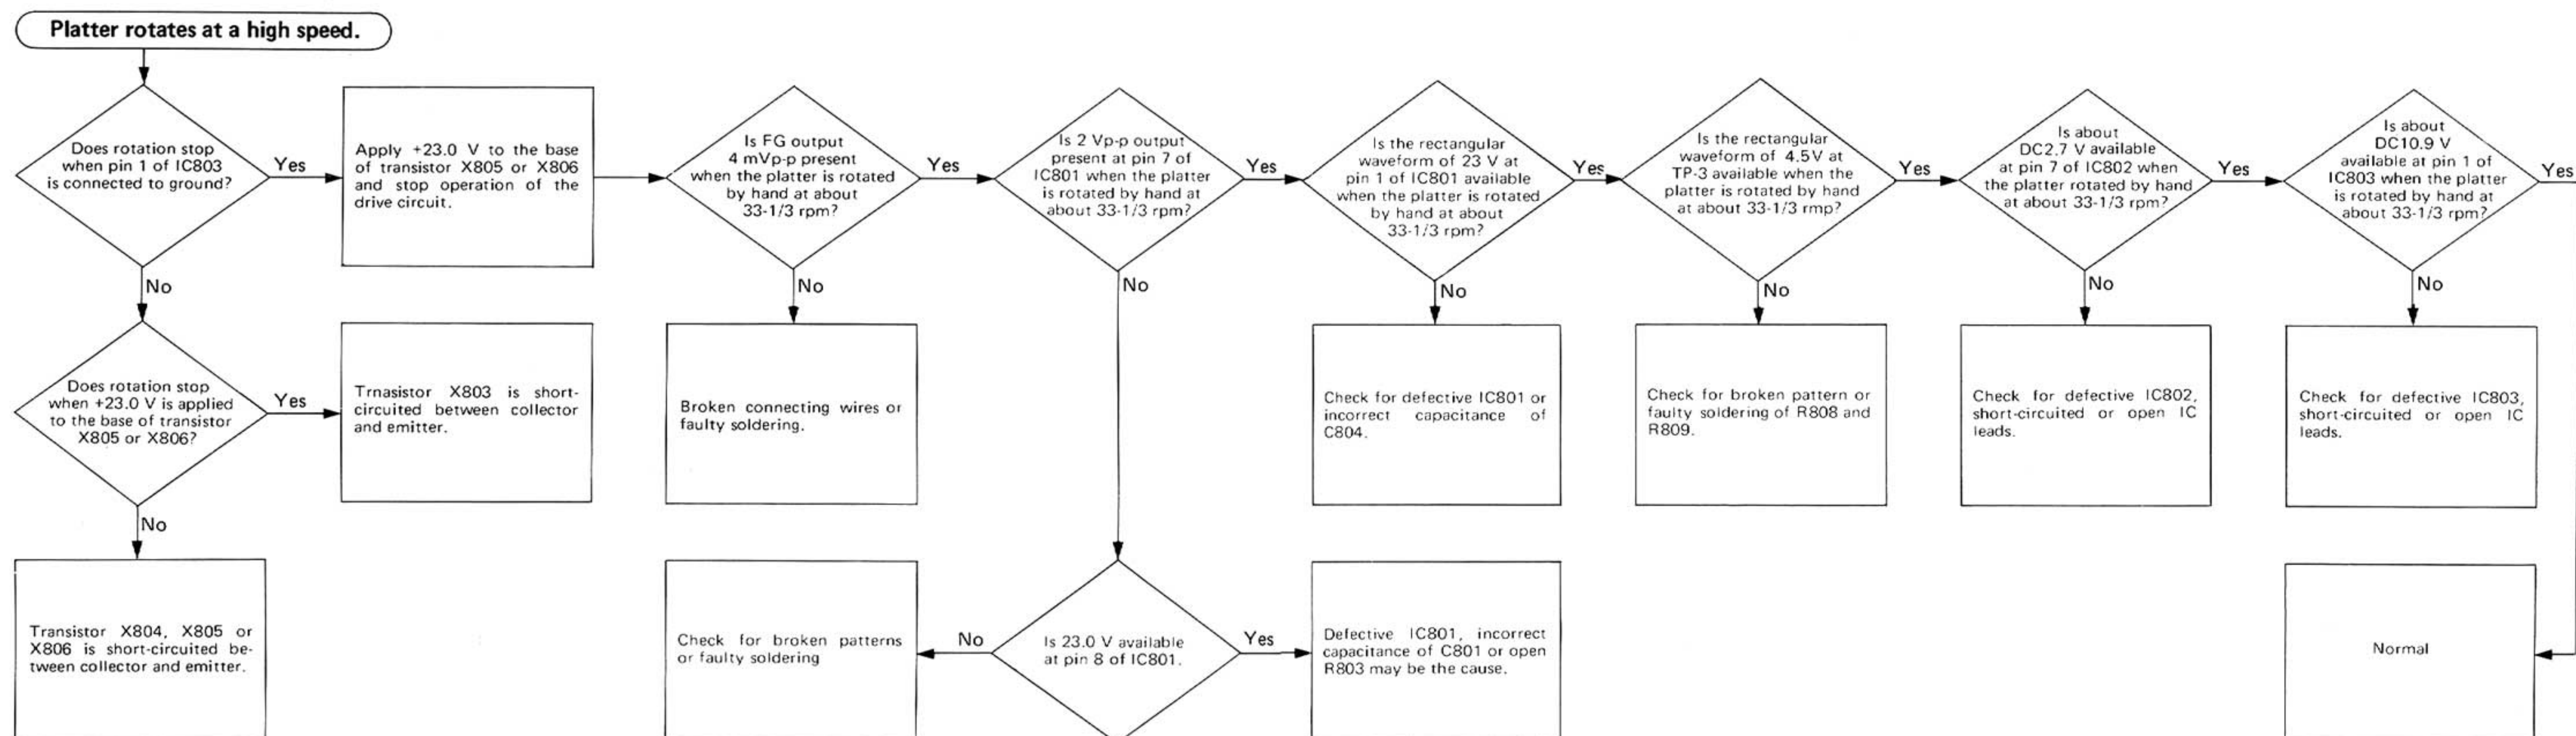 Platter rotates at a high speed.
Does rotation stop
when pin 1 of IC803
is connected to ground?
Yes
Apply +23.0 V to the base
of transistor X805 or X806
and stop operation of the
drive circuit.
Is FG output
4 mVp-p present
when the platter is rotated
by hand at about
33-1/3 rpm?
Yes
Is 2 Vp-p output
present at pin 7 of
IC801 when the platter
is rotated by hand at
about 33-1/3 rpm?
Yes
Is the rectangular
waveform of 23 V at
pin 1 of IC801 available
when the platter is rotated
by hand at about
33-1/3 rpm?
Yes
Is the rectangular
waveform of 4.5V at
TP-3 available when the
platter is rotated by hand
at about 33-1/3 rmp?
Yes
Is about
DC2.7 V available
at pin 7 of IC802 when
the platter rotated by hand
at about 33-1/3 rpm?
Yes
Is about
DC10.9 V
available at pin 1 of
IC803 when the platter
is rotated by hand at
about 33-1/3 rpm?
Yes
No
No
No
No
No
No
No
Does rotation stop
when +23.0 V is applied
to the base of transistor
X805 or X806?
Yes
Trnasistor X803 is short-
circuited between collector
and emitter.
Broken connecting wires or
faulty soldering.
Check for defective IC801 or
incorrect capacitance of
C804.
Check for broken pattern or
faulty soldering of R808 and
R809.
Check for defective IC802,
short-circuited or open IC
leads.
Check for defective IC803,
short-circuited or open IC
leads.
No
Transistor X804, X805 or
X806 is short-circuited be-
tween collector and emitter.
Check for broken patterns
or faulty soldering
No
Is 23.0 V available
at pin 8 of IC801.
Yes
Defective IC801, incorrect
capacitance of C801 or open
R803 may be the cause.
Normal